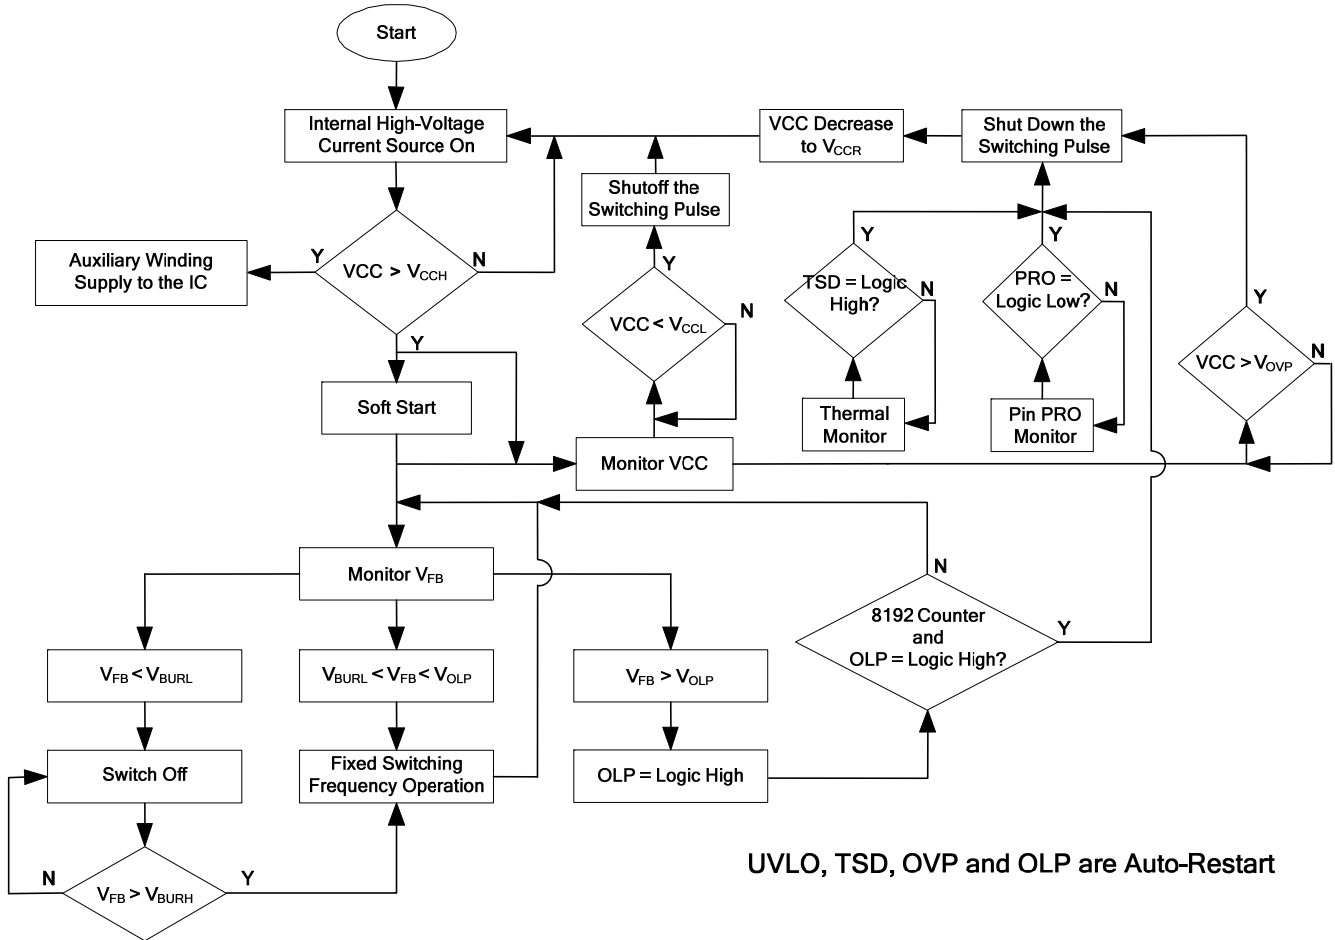 Start
Internal High-Voltage
Current Source On
VCC Decrease
to VCCR
Shut Down the
Switching Pulse
Shutoff the
Switching Pulse
Auxiliary Winding
Supply to the IC
Y
VCC > VCCH
N
Y
Y
VCC < VCCL
N
Y
TSD = Logic
High?
N
Y
PRO =
Logic Low?
N
Y
VCC > VOVP
N
Soft Start
Thermal
Monitor
Pin PRO
Monitor
Monitor VCC
Monitor VFB
N
8192 Counter
and
OLP = Logic High?
Y
VFB < VBURL
VBURL < VFB < VOLP
VFB > VOLP
Switch Off
Fixed Switching
Frequency Operation
OLP = Logic High
N
VFB > VBURH
Y
UVLO, TSD, OVP and OLP are Auto-Restart